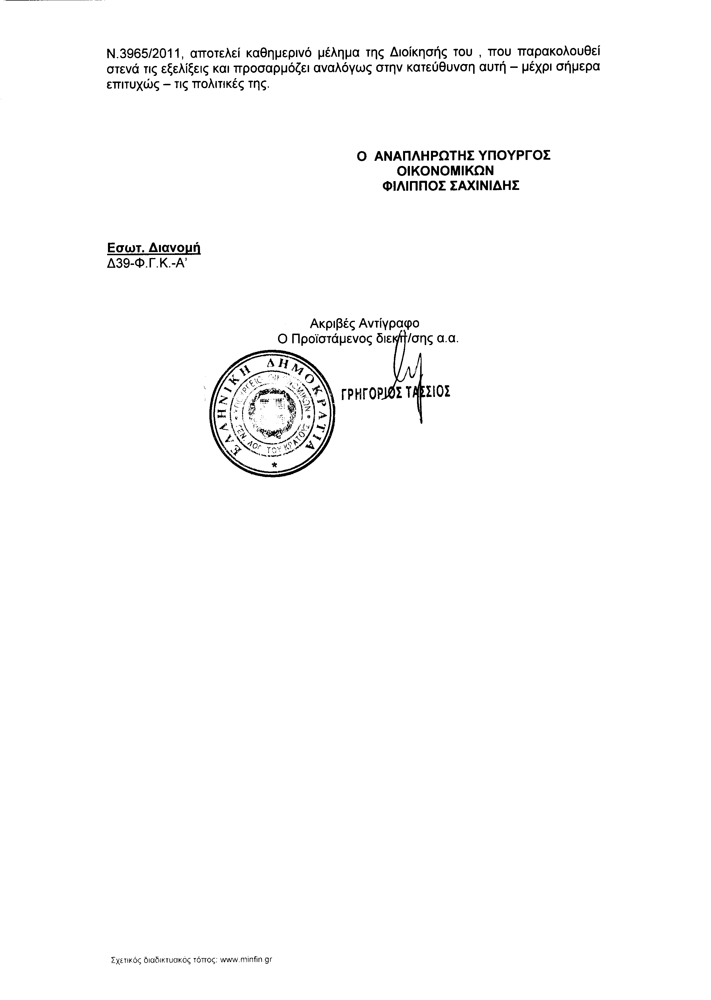 Ν.3965/2011, αποτελεί καθημερινό μέλημα της Διοίκησής του , που παρακολουθεί
στενά τις εξελίξεις και προσαρμόζει αναλόγως στην κατεύθυνση αυτή – μέχρι σήμερα
επιτυχώς – τις πολιτικές της.
Ο ΑΝΑΠΛΗΡΩΤΗΣ ΥΠΟΥΡΓΟΣ
ΟΙΚΟΝΟΜΙΚΩΝ
ΦΙΛΙΠΠΟΣ ΣΑΧΙΝΙΔΗΣ
Εσωτ. Διανομή
Δ39-Φ.Γ.Κ.-Α’
Ακριβές Αντίγραφο
Ο Προϊστάμενος διεκπ/σης α.α.
ΕΛΛΗΝΙΚΗ ΔΗΜΟΚΡΑΤΙΑ
ΥΠΟΥΡΓΕΙΟ ΟΙΚΟΝΟΜΙΚΩΝ
ΓΕΝ. ΛΟΓ ΤΟΥ ΚΡΑΤΟΥΣ
ΓΡΗΓΟΡΙΟΣ ΤΑΣΣΙΟΣ
Σχετικός διαδικτυακός τόπος: www.minfin.gr